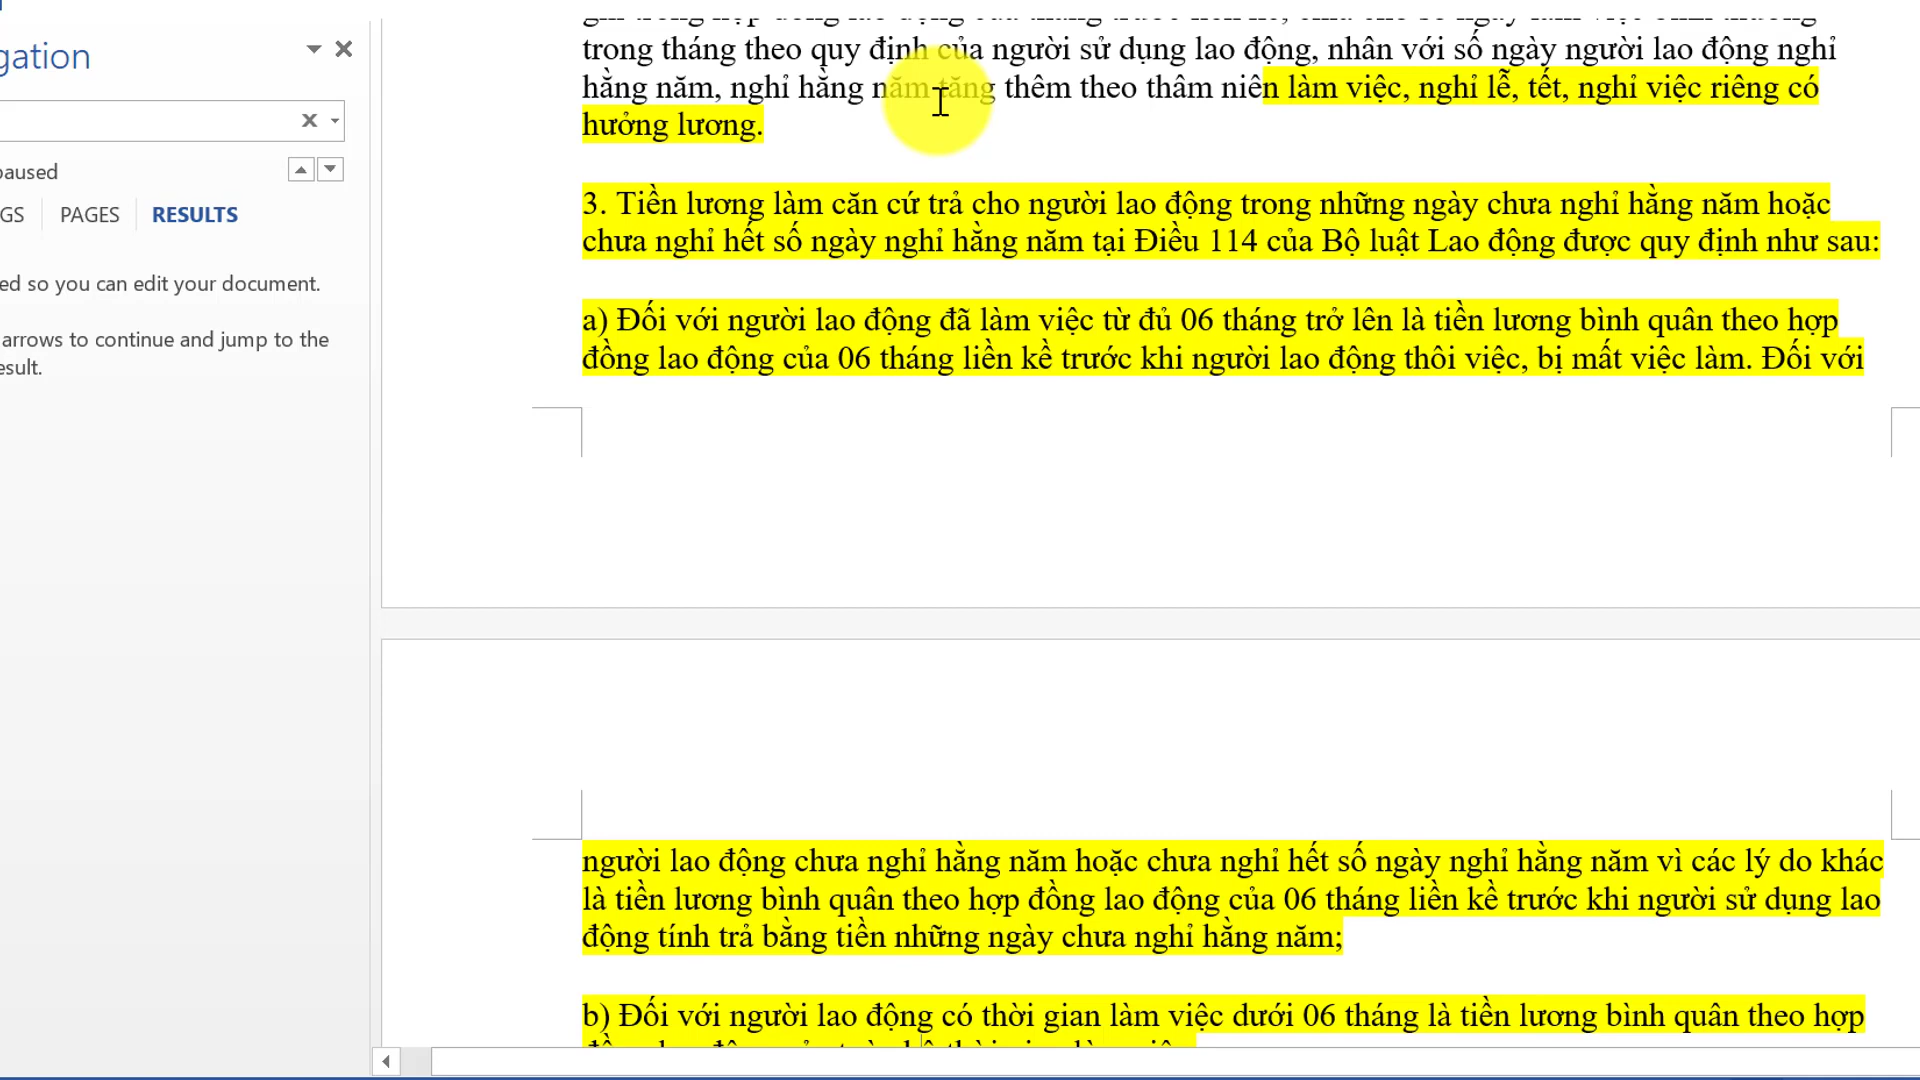 gation
trong tháng theo quy định của người sử dụng lao động, nhân với số ngày người lao động nghỉ
hằng năm, nghỉ hằng năm tăng thêm theo thâm niên làm việc, nghỉ lễ, tết, nghỉ việc riêng có
hưởng lương.
paused
GS PAGES RESULTS
3. Tiền lương làm căn cứ trả cho người lao động trong những ngày chưa nghỉ hằng năm hoặc
chưa nghỉ hết số ngày nghỉ hằng năm tại Điều 114 của Bộ luật Lao động được quy định như sau:
ed so you can edit your document.
arrows to continue and jump to the
esult.
a) Đối với người lao động đã làm việc từ đủ 06 tháng trở lên là tiền lương bình quân theo hợp
đồng lao động của 06 tháng liền kề trước khi người lao động thôi việc, bị mất việc làm. Đối với
người lao động chưa nghỉ hằng năm hoặc chưa nghỉ hết số ngày nghỉ hằng năm vì các lý do khác
là tiền lương bình quân theo hợp đồng lao động của 06 tháng liền kề trước khi người sử dụng lao
động tính trả bằng tiền những ngày chưa nghỉ hằng năm;
b) Đối với người lao động có thời gian làm việc dưới 06 tháng là tiền lương bình quân theo hợp